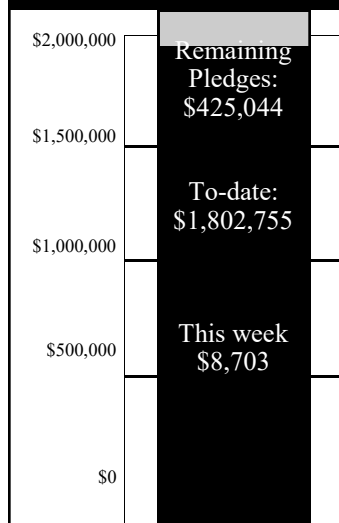 $2,000,000
Remaining
Pledges:
$425,044
$1,500,000
To-date:
$1,802,755
$1,000,000
This week
$8,703
$500,000
$0